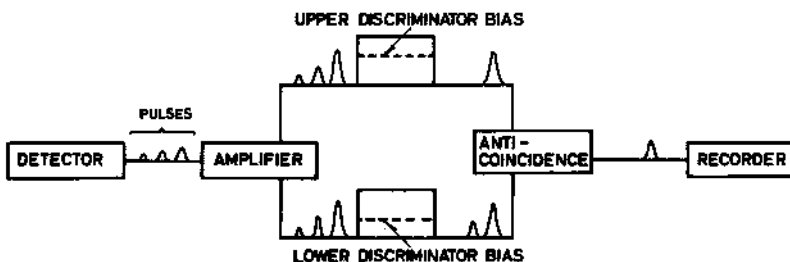 UPPER DISCRIMINATOR BIAS
PULSES
DETECTOR
AMPLIFIER
ANTI-
COINCIDENCE
RECORDER
LOWER DISCRIMINATOR BIAS